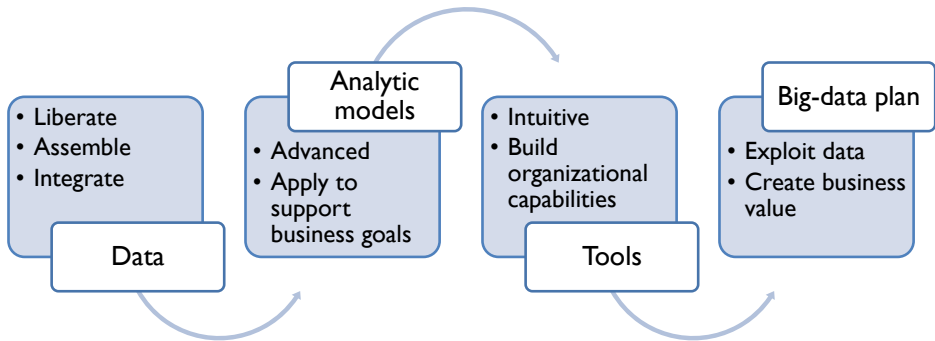 • Liberate
• Assemble
• Integrate
Data
Analytic
models
• Advanced
• Apply to
support
business goals
• Intuitive
• Build
organizational
capabilities
Tools
Big-data plan
• Exploit data
• Create business
value